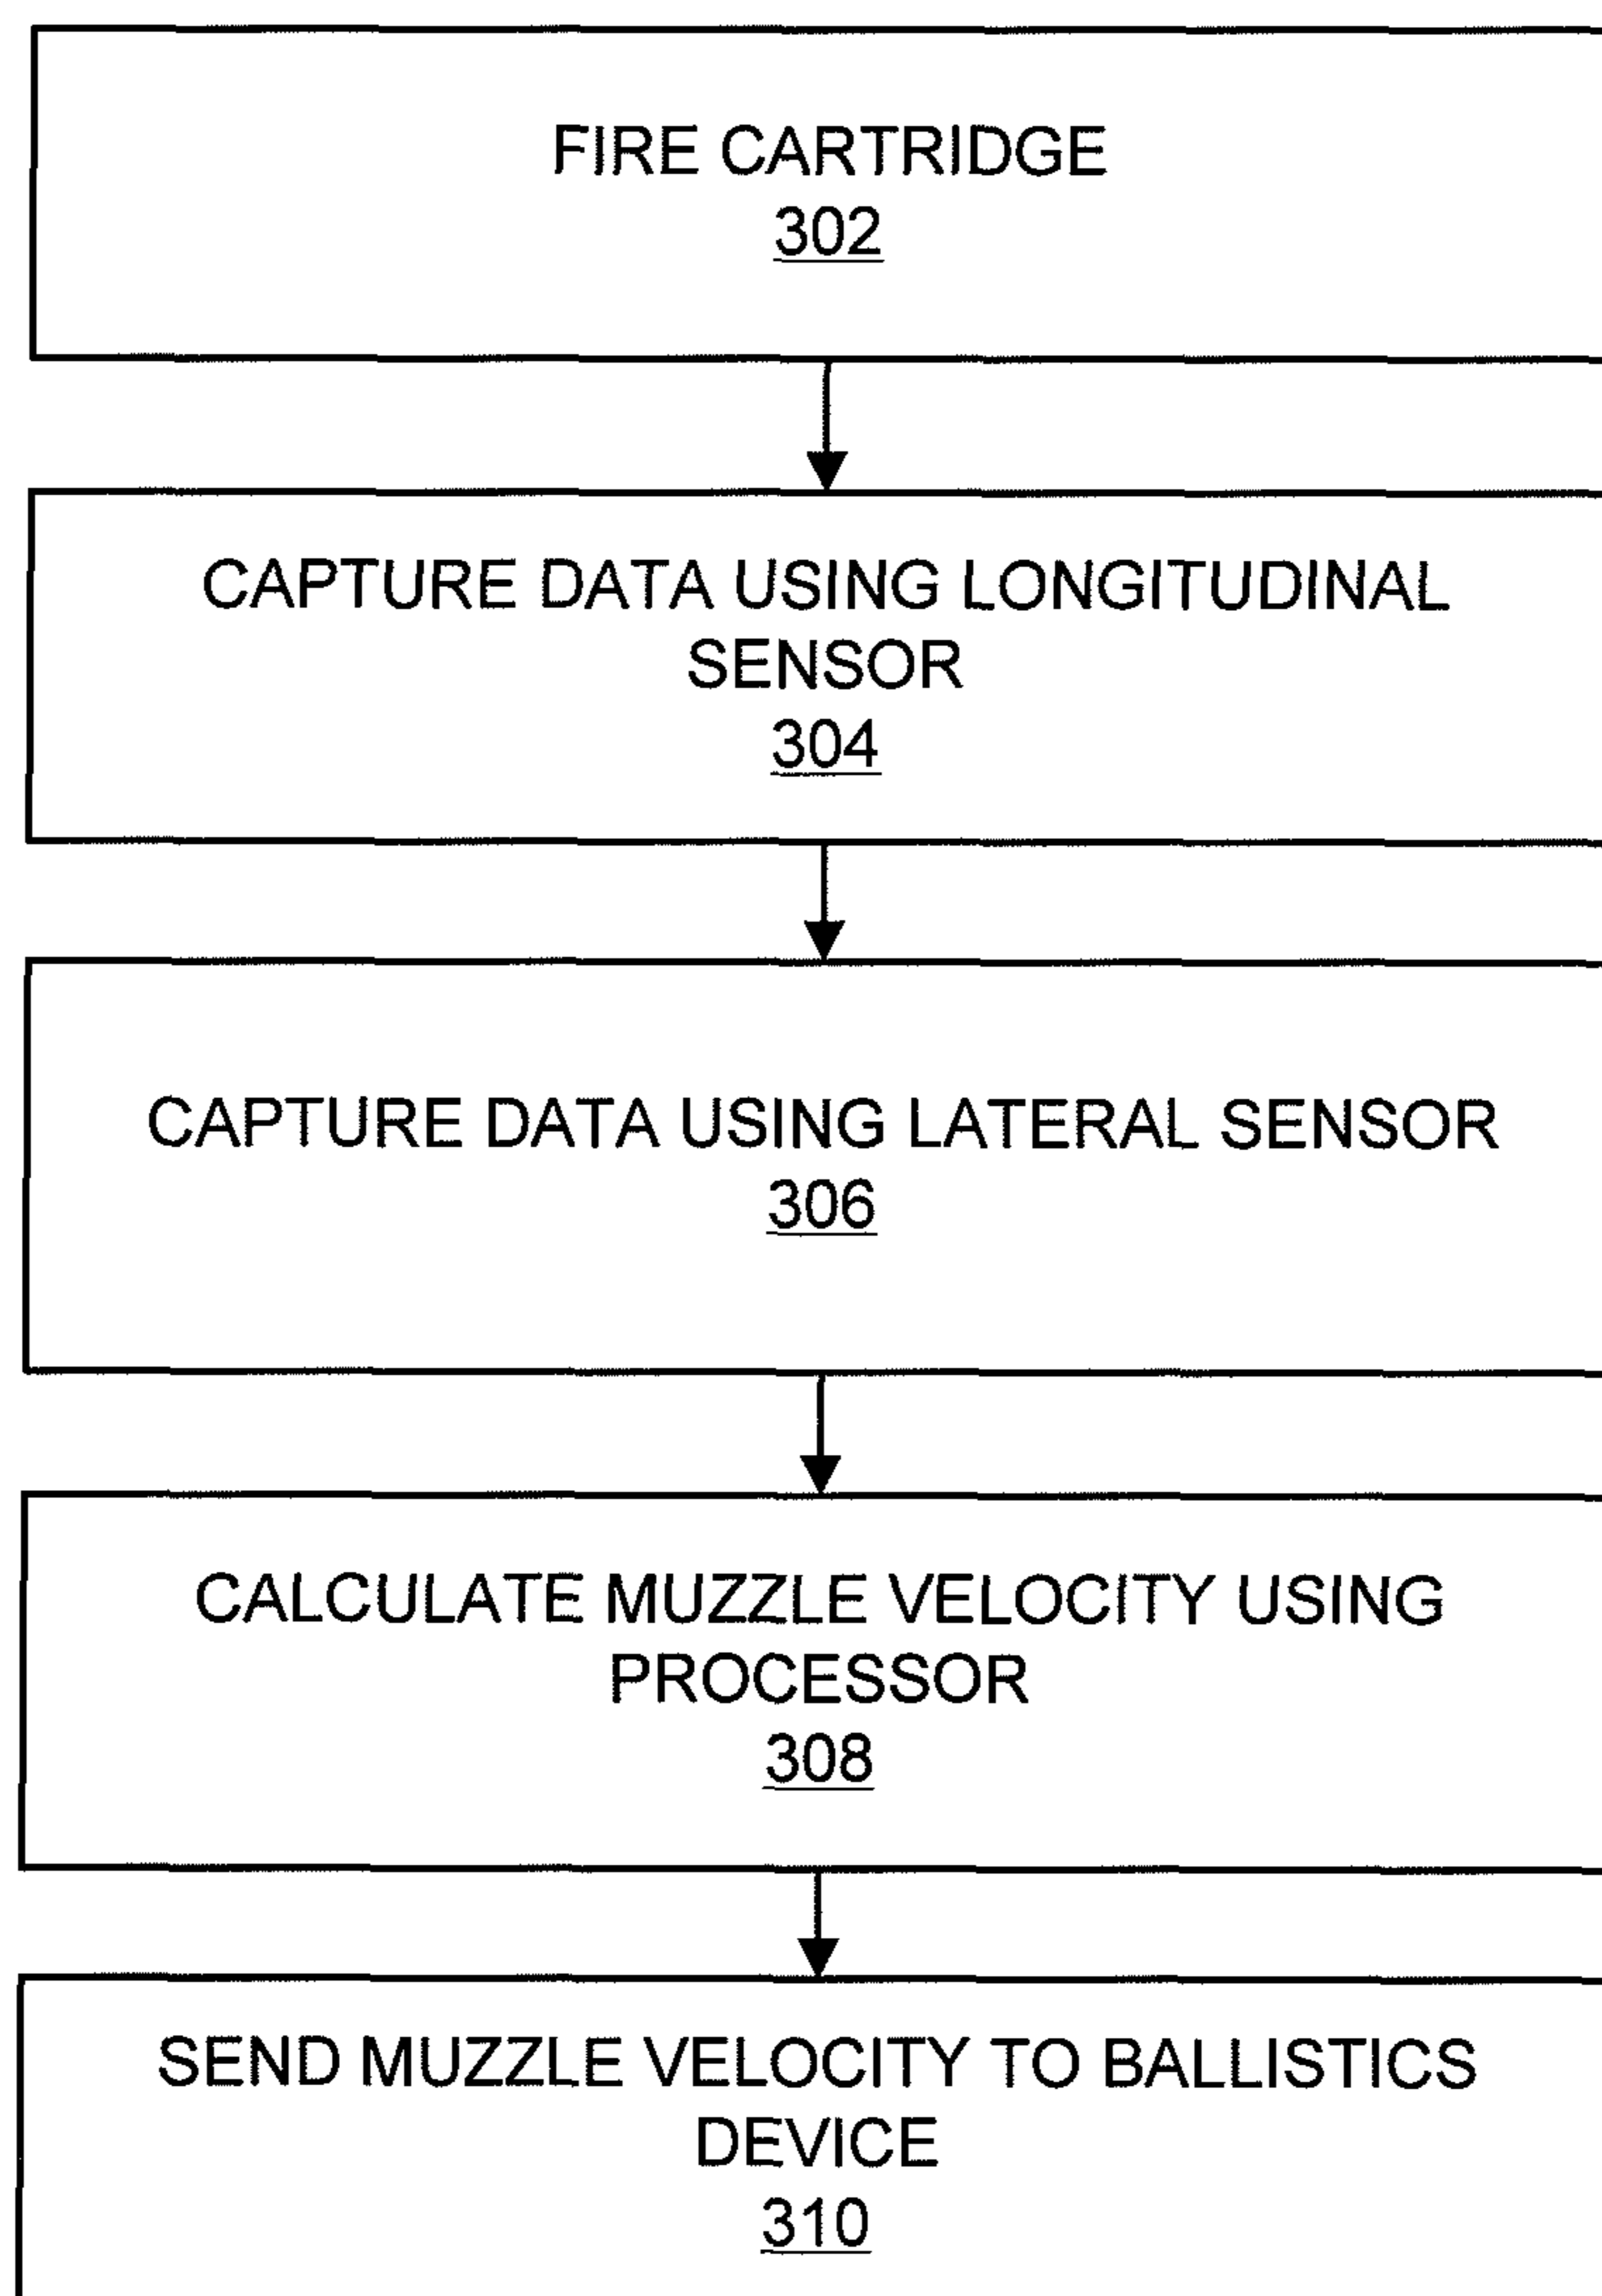 FIRE CARTRIDGE
302
CAPTURE DATA USING LONGITUDINAL
SENSOR
304
CAPTURE DATA USING LATERAL SENSOR
306
CALCULATE MUZZLE VELOCITY USING
PROCESSOR
308
SEND MUZZLE VELOCITY TO BALLISTICS
DEVICE
310